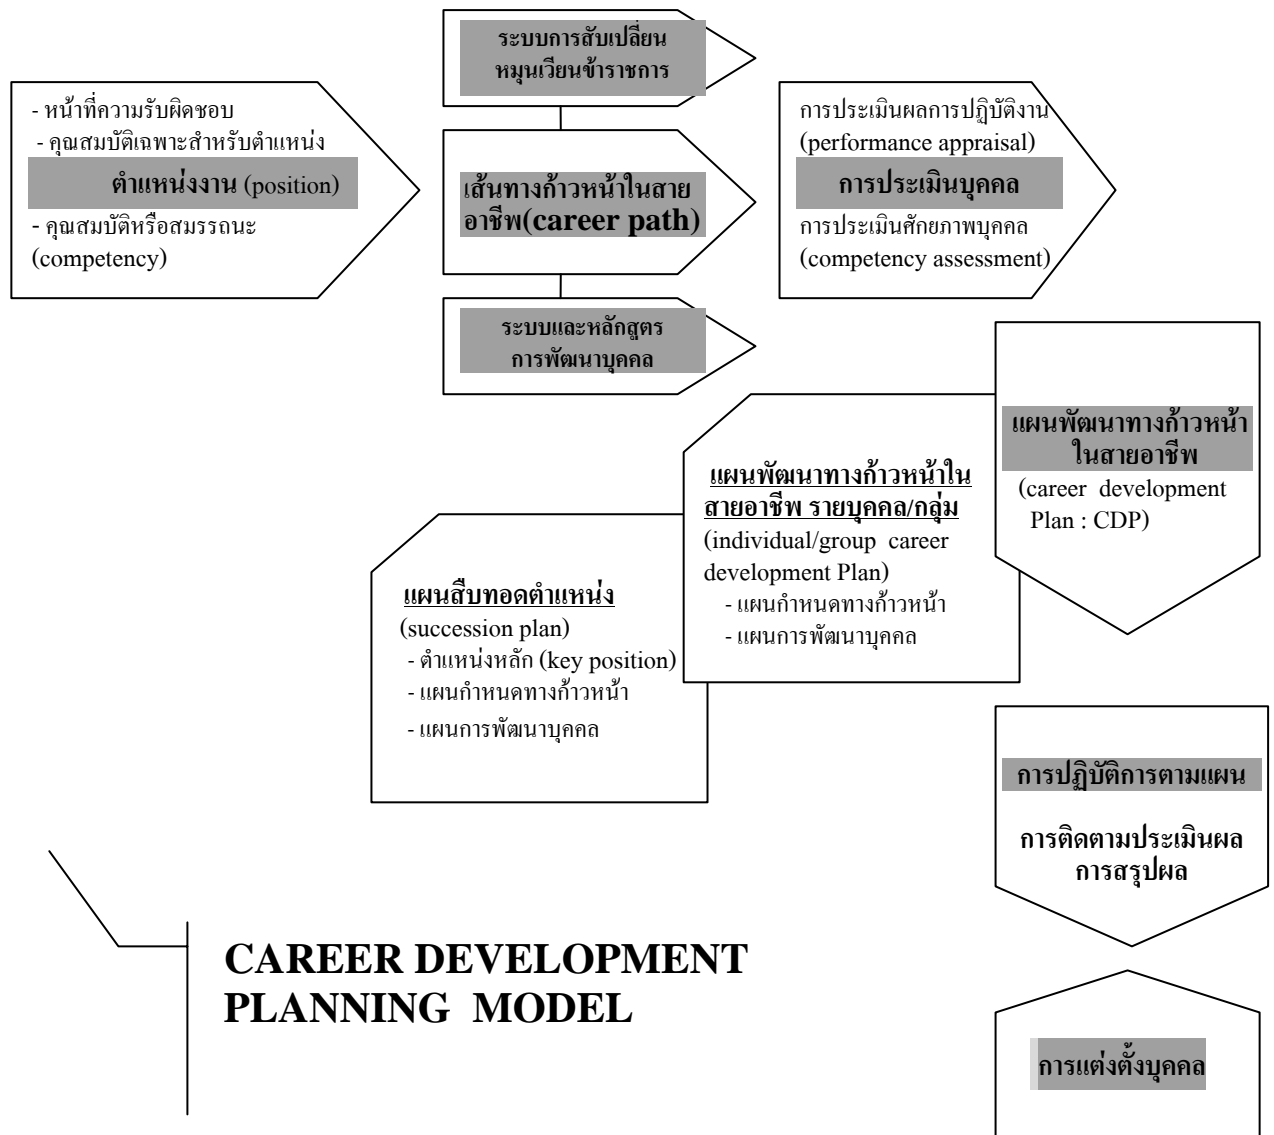 ระบบการสับเปลี่ยน
หมุนเวียนข้าราชการ
- หน้าที่ความรับผิดชอบ
- คุณสมบัติเฉพาะสำหรับตำแหน่ง
ตำแหน่งงาน (position)
- คุณสมบัติหรือสมรรถนะ
(competency)
เส้นทางก้าวหน้าในสาย
อาชีพ(career path)
การประเมินผลการปฏิบัติงาน
(performance appraisal)
การประเมินบุคคล
การประเมินศักยภาพบุคคล
(competency assessment)
ระบบและหลักสูตร
การพัฒนาบุคคล
แผนพัฒนาทางก้าวหน้า
ในสายอาชีพ
(career development
Plan : CDP)
แผนพัฒนาทางก้าวหน้าใน
สายอาชีพ รายบุคคล/กลุ่ม
(individual/group career
development Plan)
- แผนกำหนดทางก้าวหน้า
- แผนการพัฒนาบุคคล
แผนสืบทอดตำแหน่ง
(succession plan)
- ตำแหน่งหลัก (key position)
- แผนกำหนดทางก้าวหน้า
- แผนการพัฒนาบุคคล
การปฏิบัติการตามแผน
การติดตามประเมินผล
การสรุปผล
CAREER DEVELOPMENT
PLANNING MODEL
การแต่งตั้งบุคคล